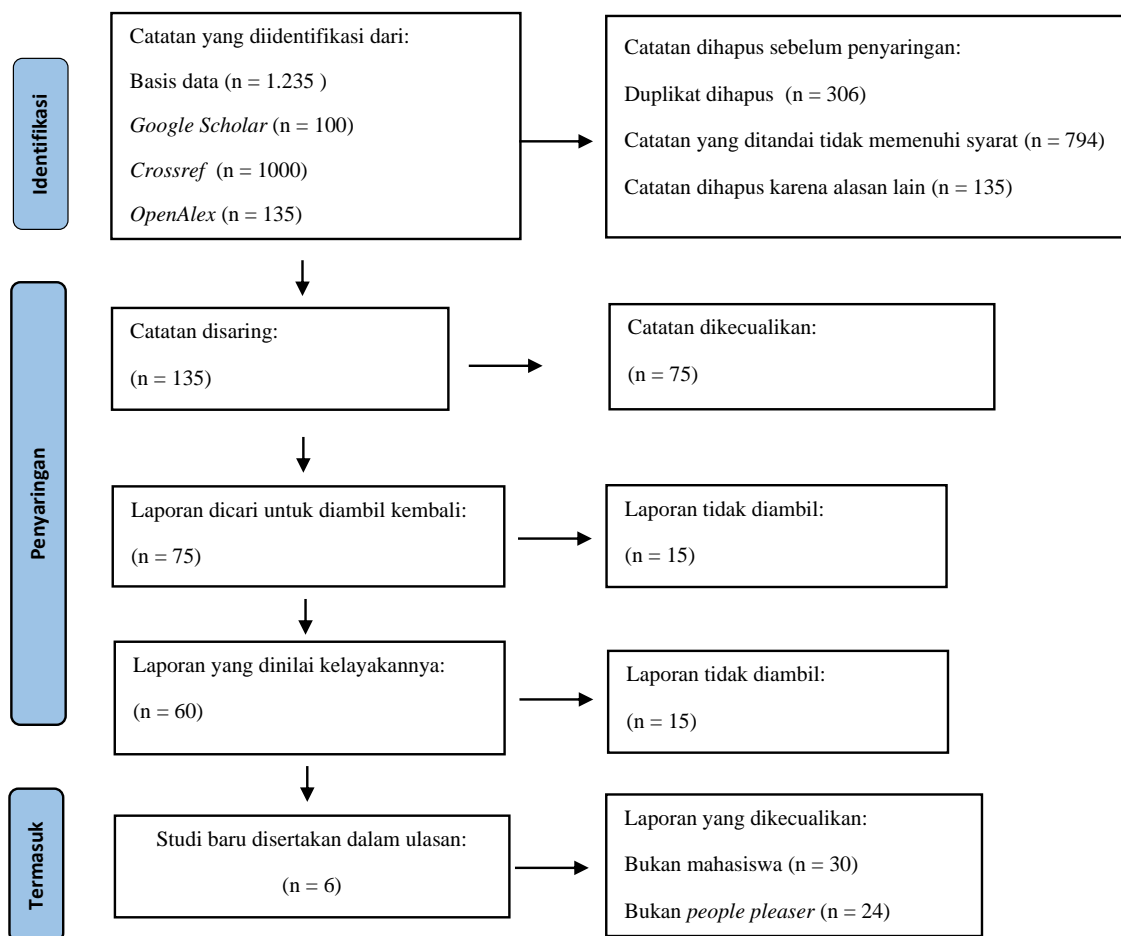 Identifikasi
Catatan yang diidentifikasi dari:
Basis data (n = 1.235 )
Google Scholar (n = 100)
Crossref (n = 1000)
OpenAlex (n = 135)
Catatan dihapus sebelum penyaringan:
Duplikat dihapus (n = 306)
Catatan yang ditandai tidak memenuhi syarat (n = 794)
Catatan dihapus karena alasan lain (n = 135)
Penyaringan
Catatan disaring:
(n = 135)
Catatan dikecualikan:
(n = 75)
Laporan dicari untuk diambil kembali:
(n = 75)
Laporan tidak diambil:
(n = 15)
Laporan yang dinilai kelayakannya:
(n = 60)
Laporan tidak diambil:
(n = 15)
Termasuk
Studi baru disertakan dalam ulasan:
(n = 6)
Laporan yang dikecualikan:
Bukan mahasiswa (n = 30)
Bukan people pleaser (n = 24)